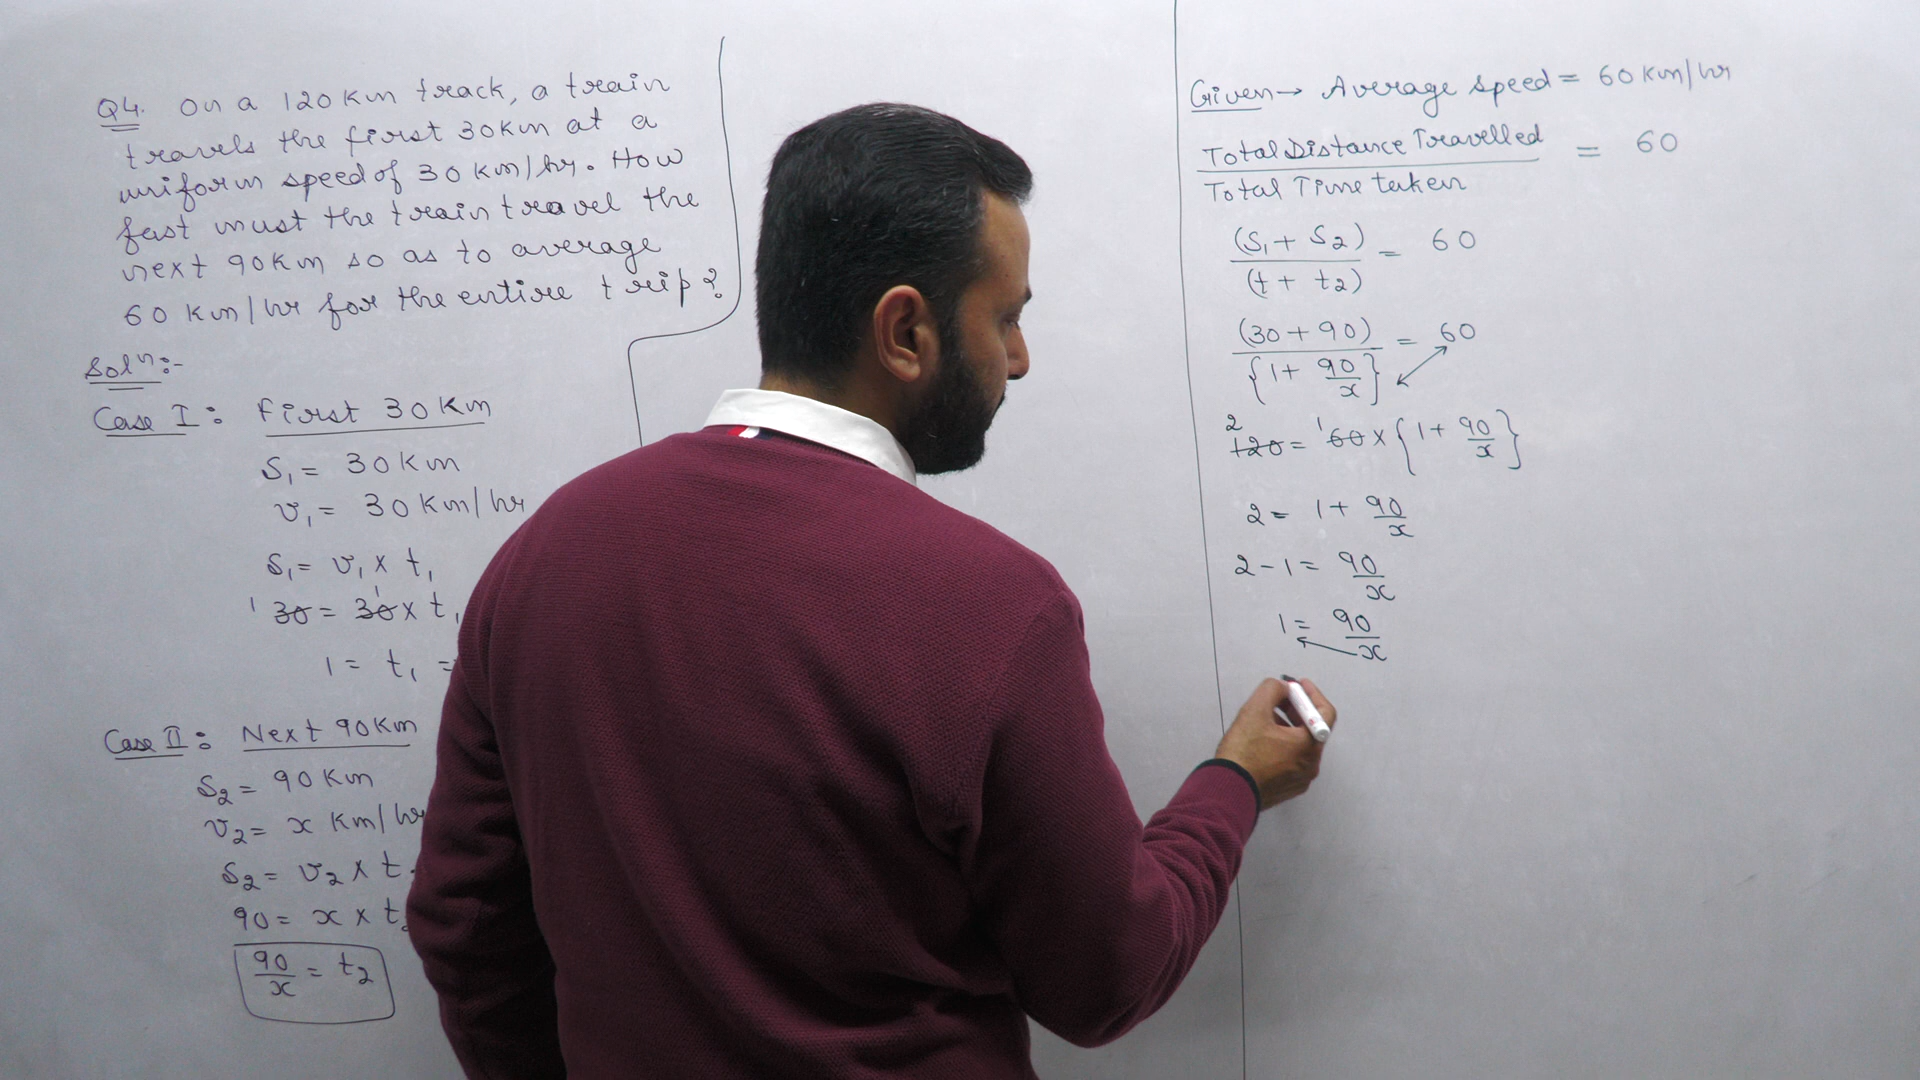 Q4. On a 120 Km track, a train
travels the first 30 Km at a
uniform speed of 30 Km/hr. How
fast must the train travel the
next 90 Km so as to average
60 Km/hr for the entire trip?
Solⁿ:-
Case I : First 30 Km
S₁ = 30 Km
v₁ = 30 Km/hr
S₁ = v₁ × t₁
1 30 = 30 1 × t₁
1 = t₁ =
Case II : Next 90 Km
S₂ = 90 Km
v₂ = x Km/hr
S₂ = v₂ × t
90 = x × t₂
90/x = t₂
Given → Average speed = 60 Km/hr
Total Distance Travelled / Total Time taken = 60
(S₁ + S₂) / (t + t₂) = 60
(30 + 90) / {1 + 90/x} = 60
2 120 = 1 60 × {1 + 90/x}
2 = 1 + 90/x
2 - 1 = 90/x
1 = 90/x